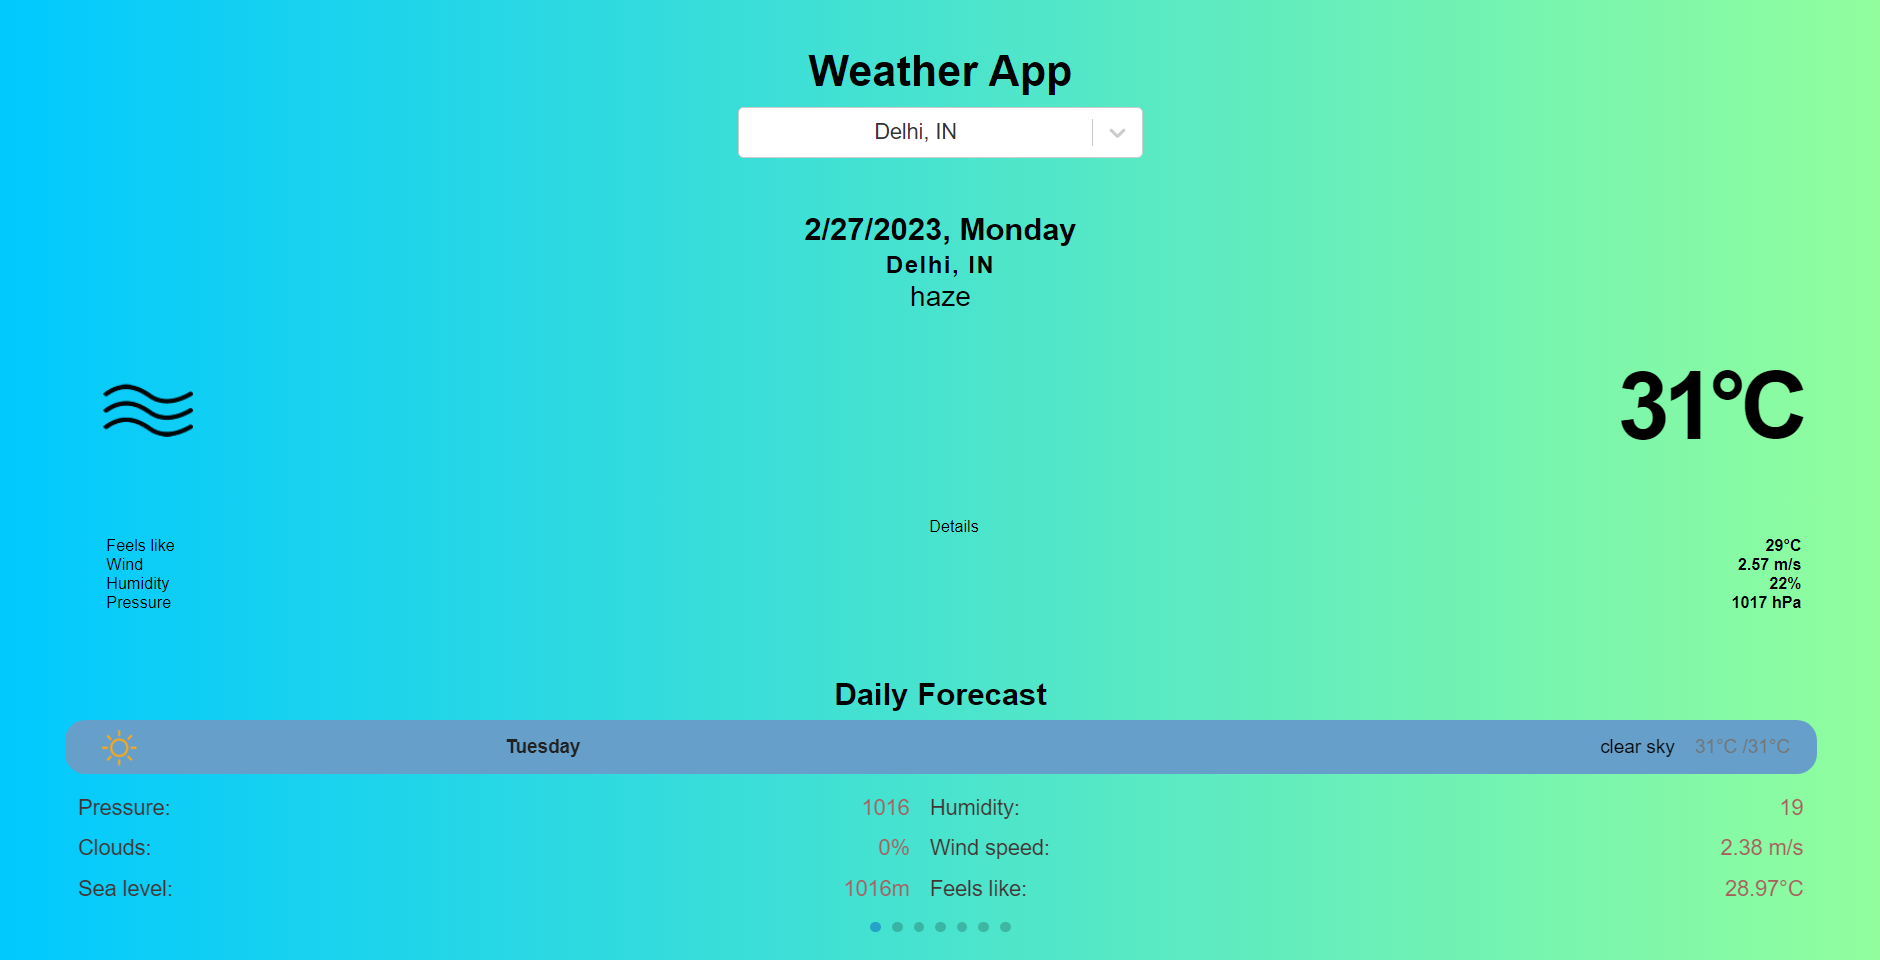 Weather App
Delhi, IN
2/27/2023, Monday
Delhi, IN
haze
31°C
Details
Feels like 29°C
Wind 2.57 m/s
Humidity 22%
Pressure 1017 hPa
Daily Forecast
Tuesday clear sky 31°C /31°C
Pressure: 1016 Humidity: 19
Clouds: 0% Wind speed: 2.38 m/s
Sea level: 1016m Feels like: 28.97°C